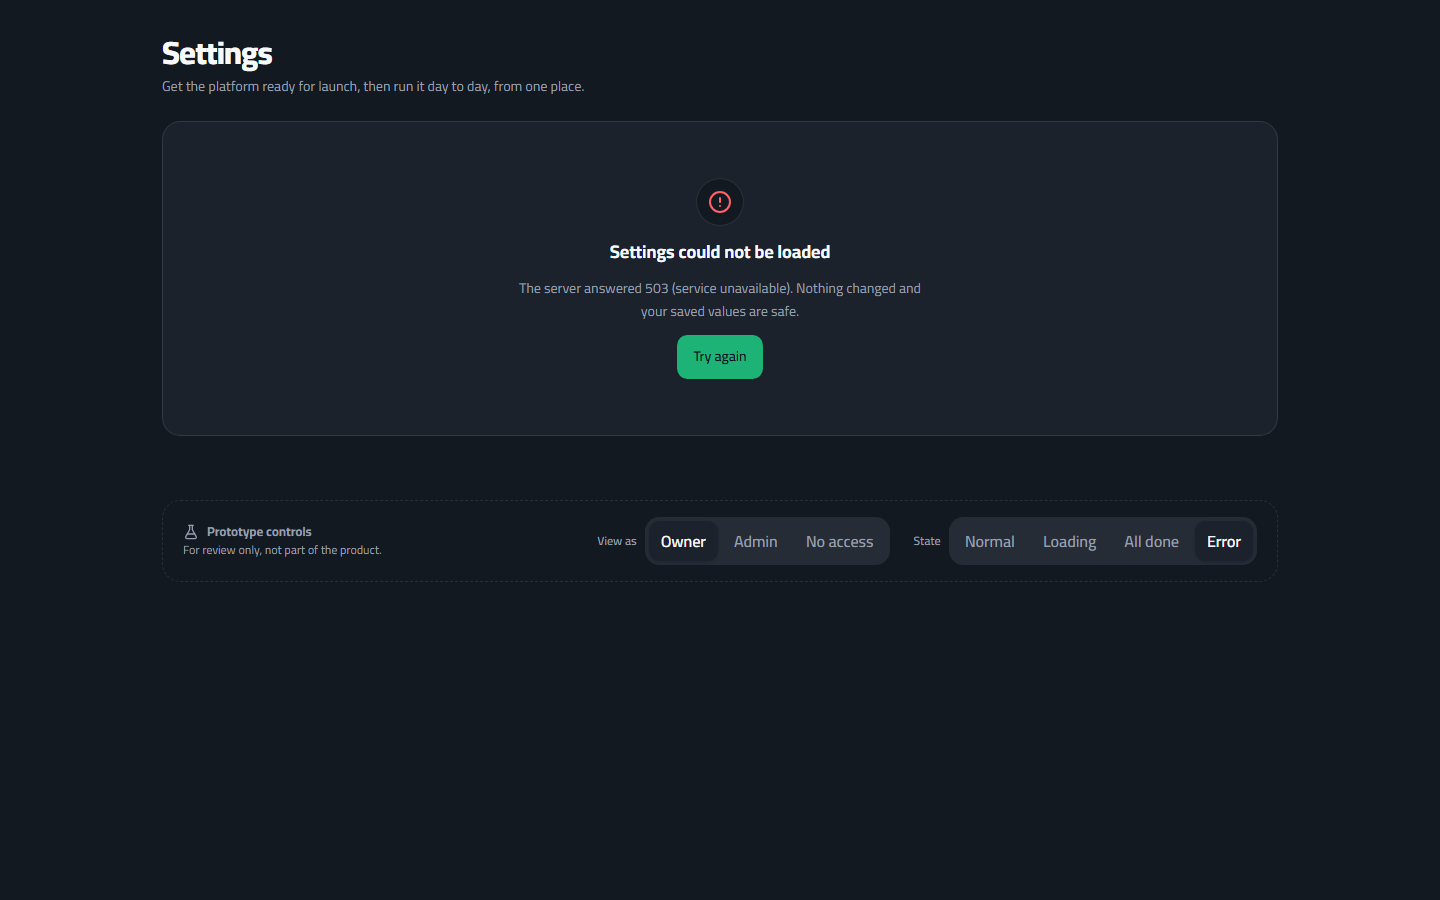 Settings
Get the platform ready for launch, then run it day to day, from one place.
Settings could not be loaded
The server answered 503 (service unavailable). Nothing changed and
your saved values are safe.
Try again
Prototype controls
For review only, not part of the product.
View as
Owner
Admin
No access
State
Normal
Loading
All done
Error